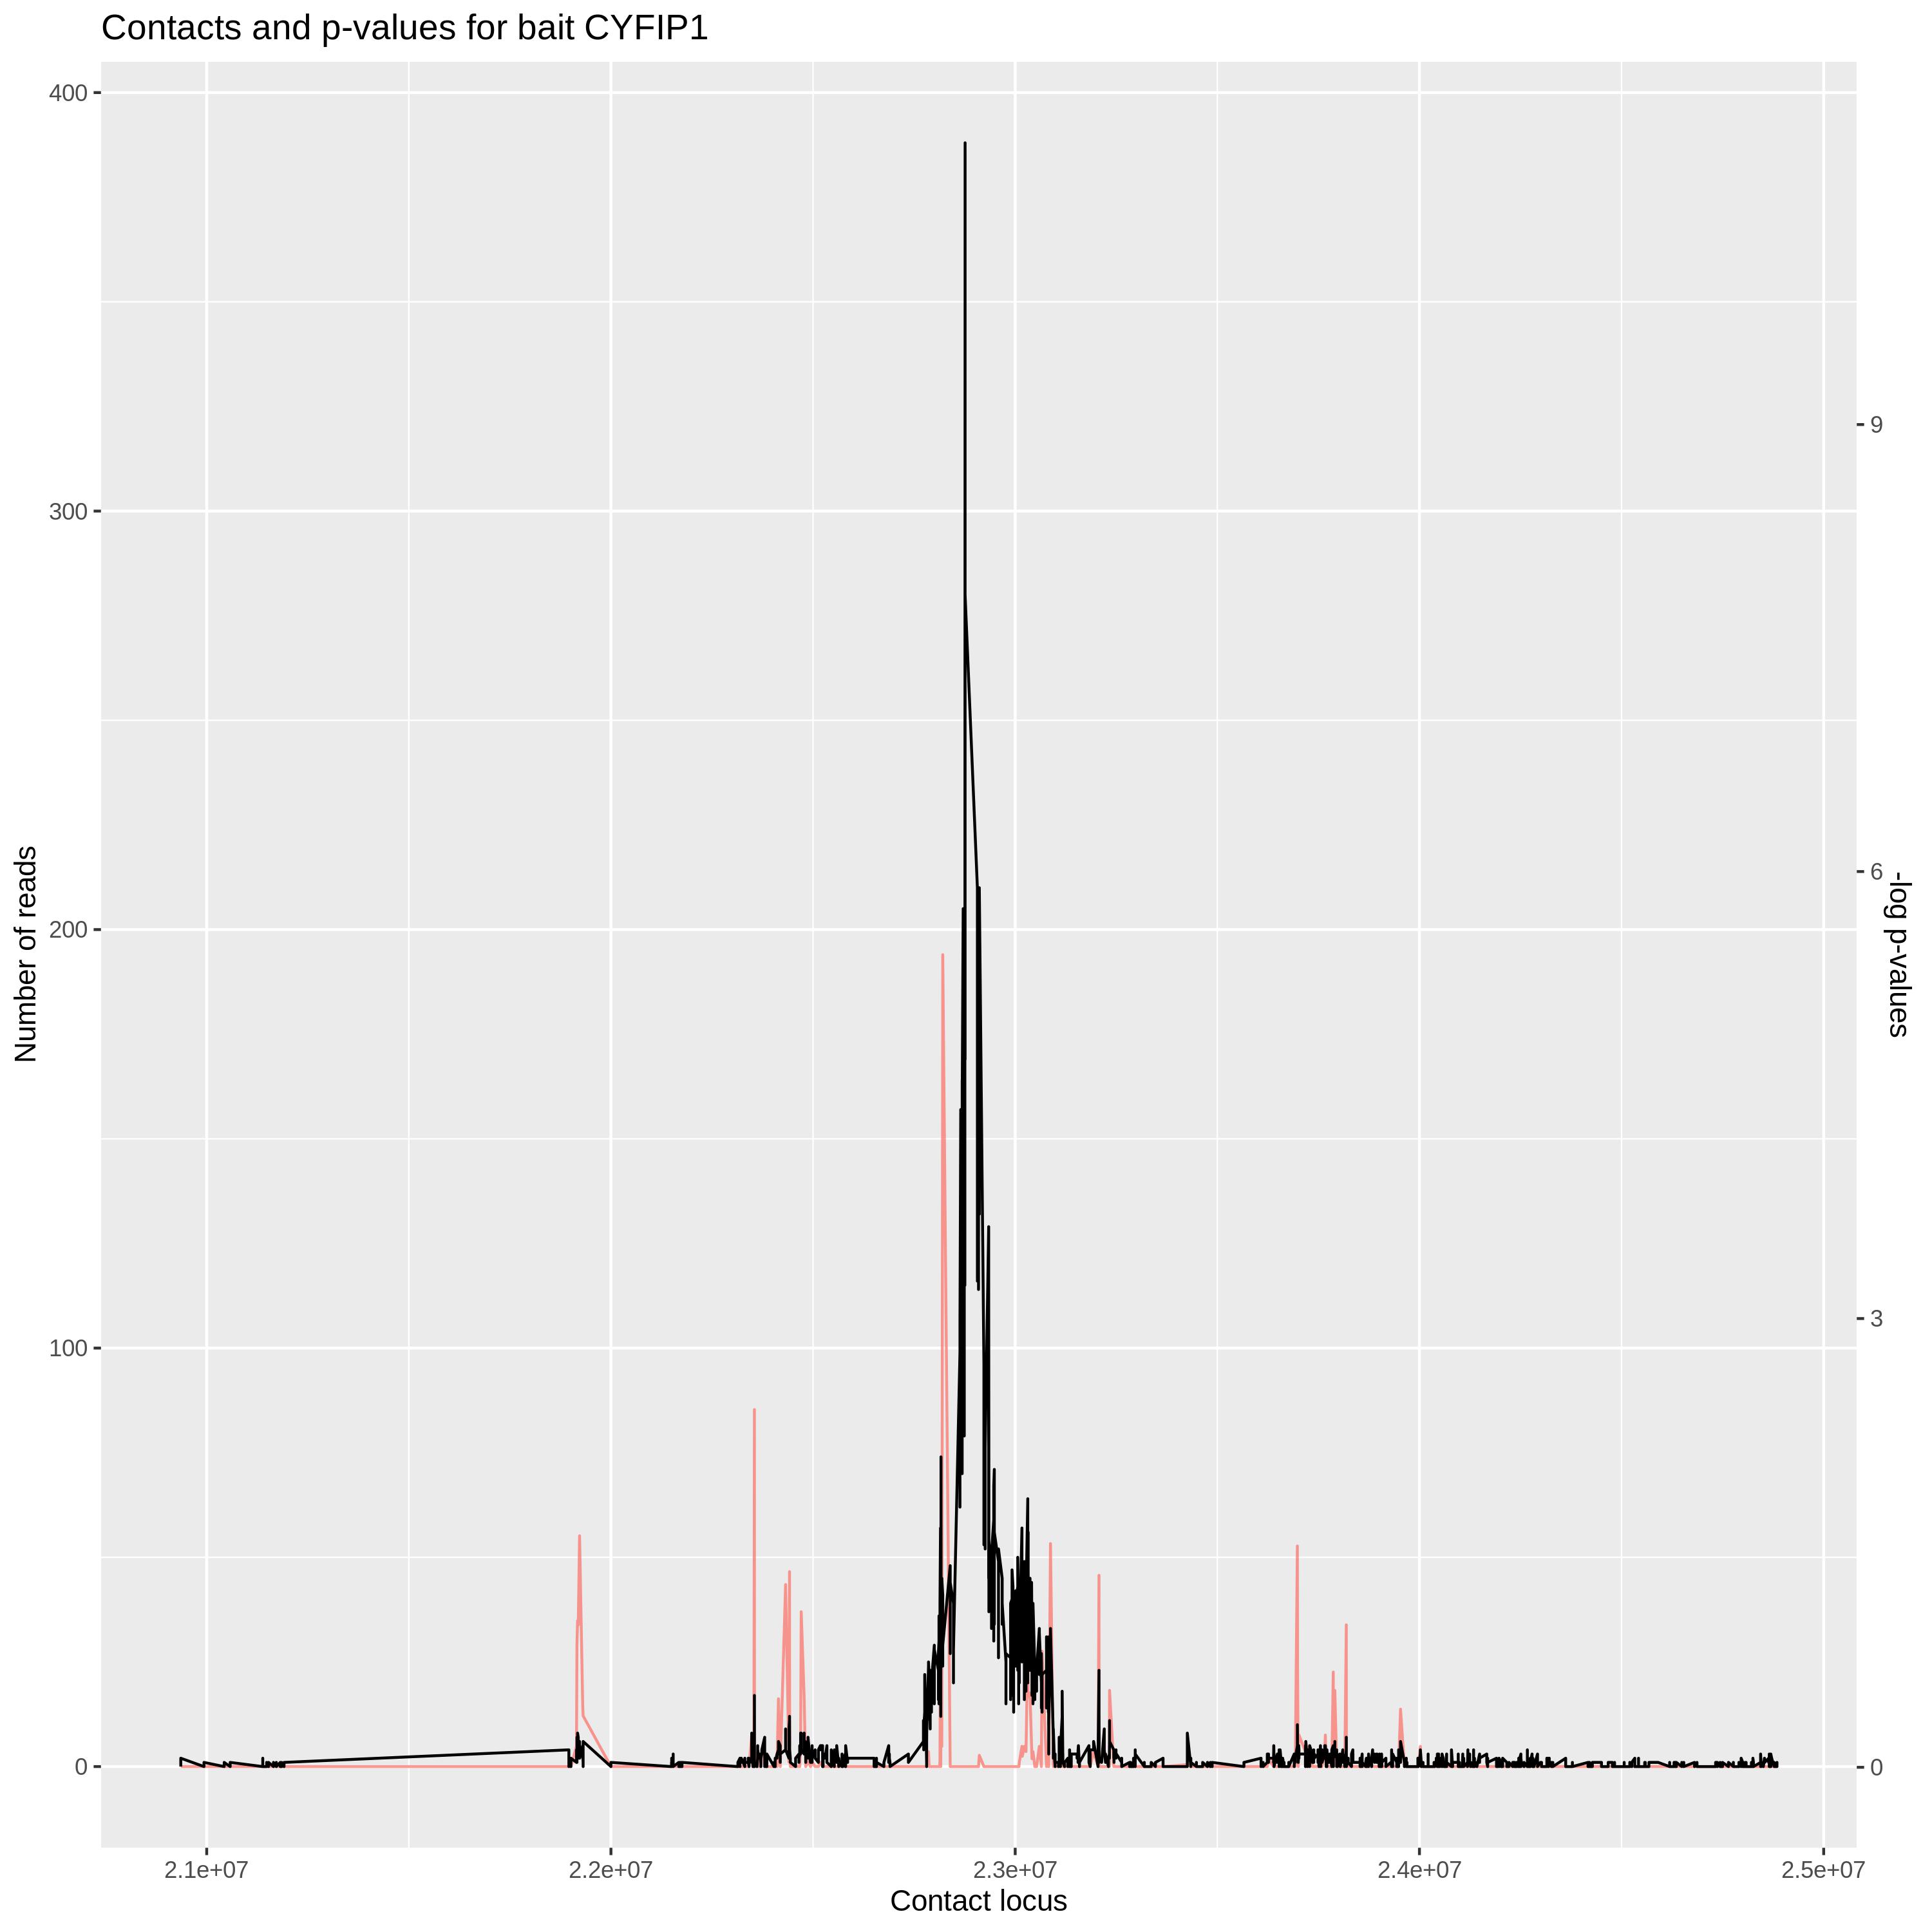 Contacts and p-values for bait CYFIP1
400
300
200
100
0
Number of reads
9
6
3
0
-log p-values
2.1e+07 2.2e+07 2.3e+07 2.4e+07 2.5e+07
Contact locus